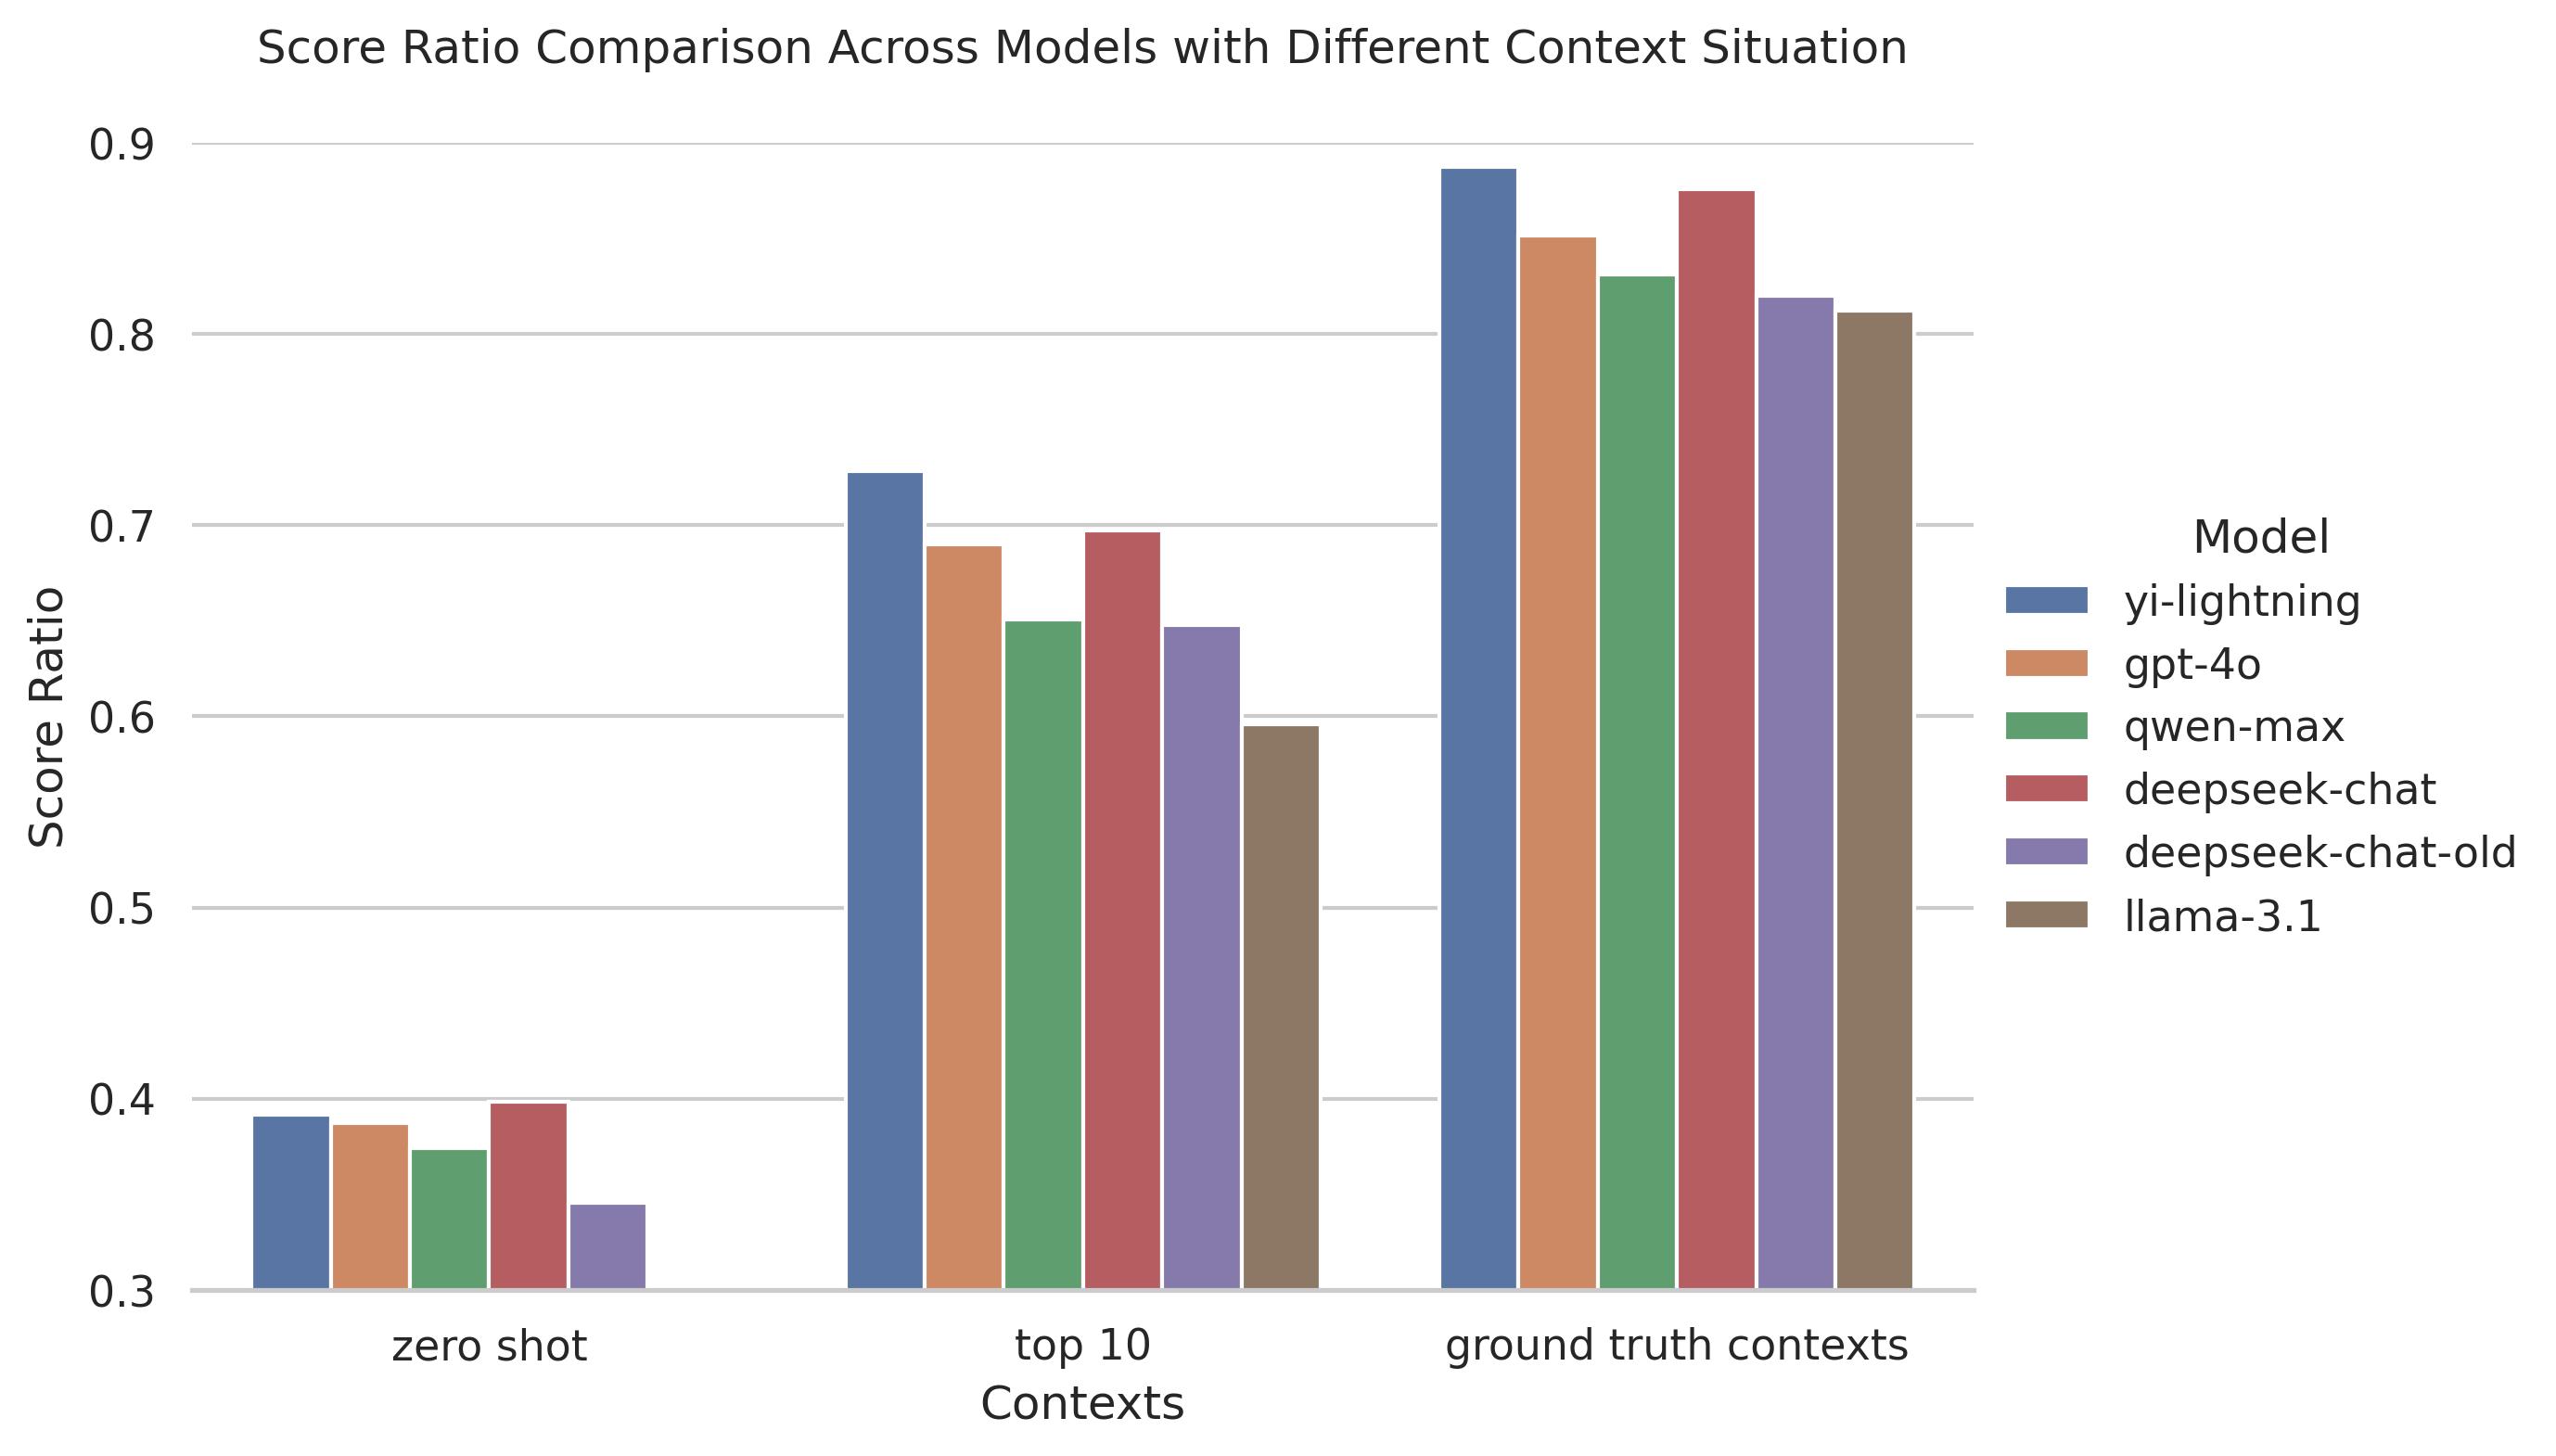 Score Ratio Comparison Across Models with Different Context Situation
0.9
0.8
0.7
0.6
0.5
0.4
0.3
Score Ratio
zero shot
top 10
ground truth contexts
Contexts
Model
yi-lightning
gpt-4o
qwen-max
deepseek-chat
deepseek-chat-old
llama-3.1